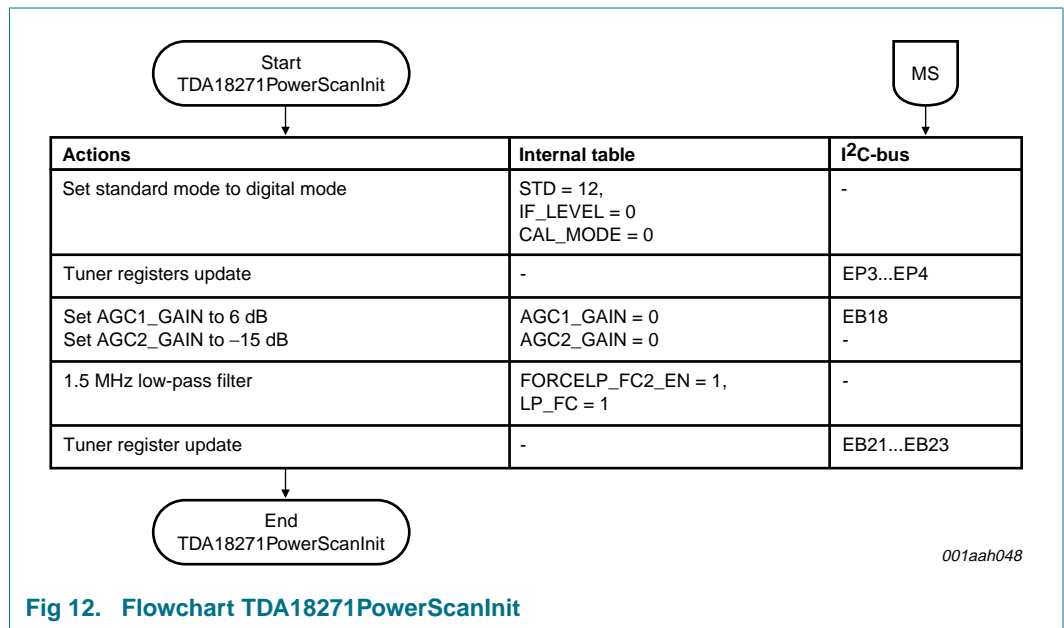 Start
TDA18271PowerScanInit
MS
Actions
Internal table
I2C-bus
Set standard mode to digital mode
STD = 12,
IF_LEVEL = 0
CAL_MODE = 0
-
Tuner registers update
-
EP3...EP4
Set AGC1_GAIN to 6 dB
Set AGC2_GAIN to −15 dB
AGC1_GAIN = 0
AGC2_GAIN = 0
EB18
-
1.5 MHz low-pass filter
FORCELP_FC2_EN = 1,
LP_FC = 1
-
Tuner register update
-
EB21...EB23
End
TDA18271PowerScanInit
001aah048
Fig 12. Flowchart TDA18271PowerScanInit